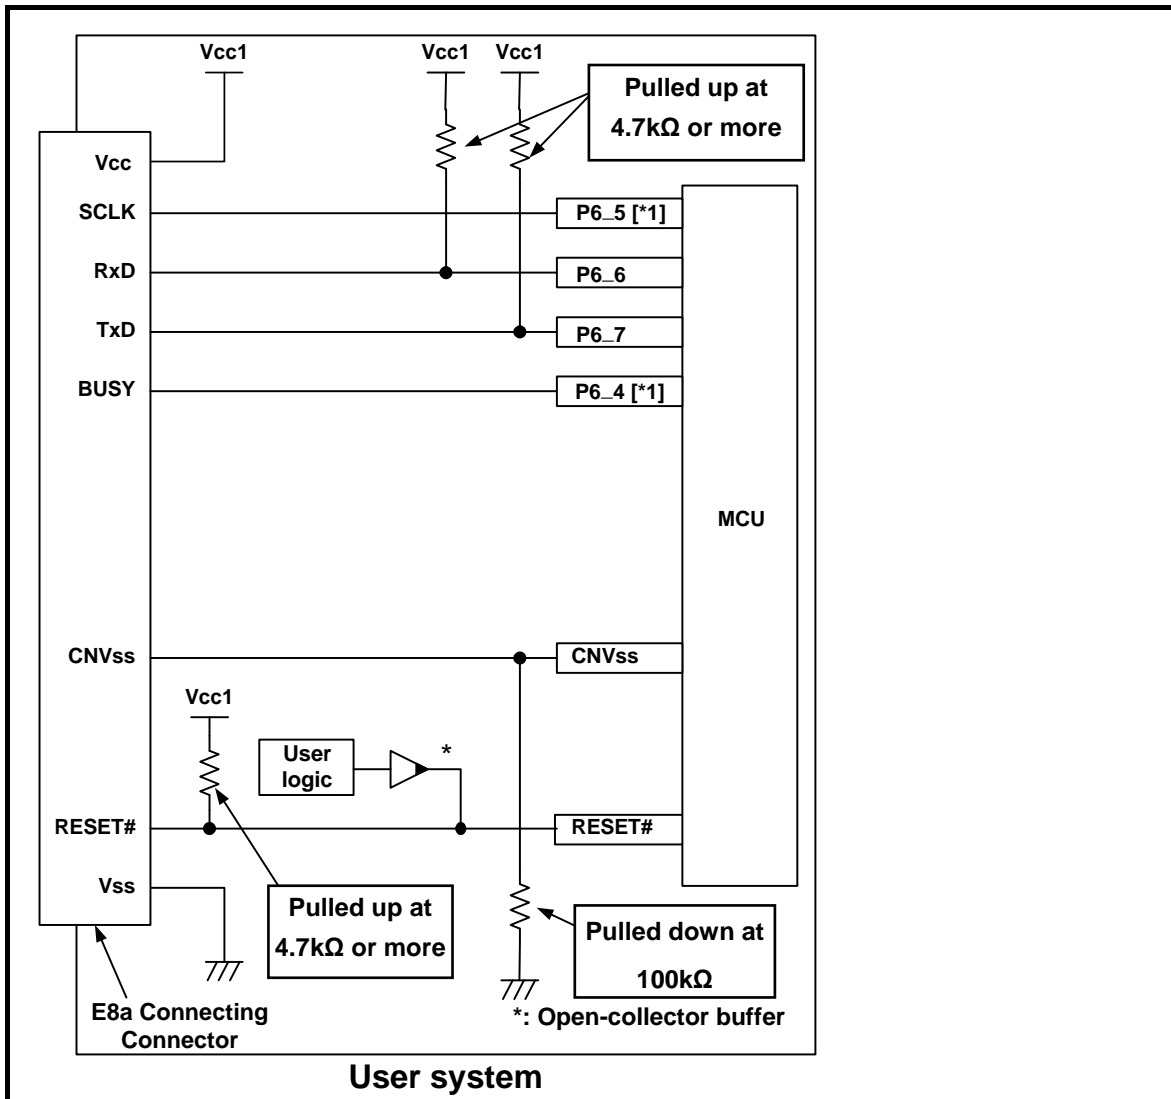 Vcc1
Vcc1
Vcc1
Pulled up at
4.7kΩ or more
Vcc
SCLK
P6_5 [*1]
RxD
P6_6
TxD
P6_7
BUSY
P6_4 [*1]
MCU
CNVss
CNVss
Vcc1
User
logic
*
RESET#
RESET#
Vss
Pulled up at
4.7kΩ or more
Pulled down at
100kΩ
E8a Connecting
Connector
*: Open-collector buffer
User system